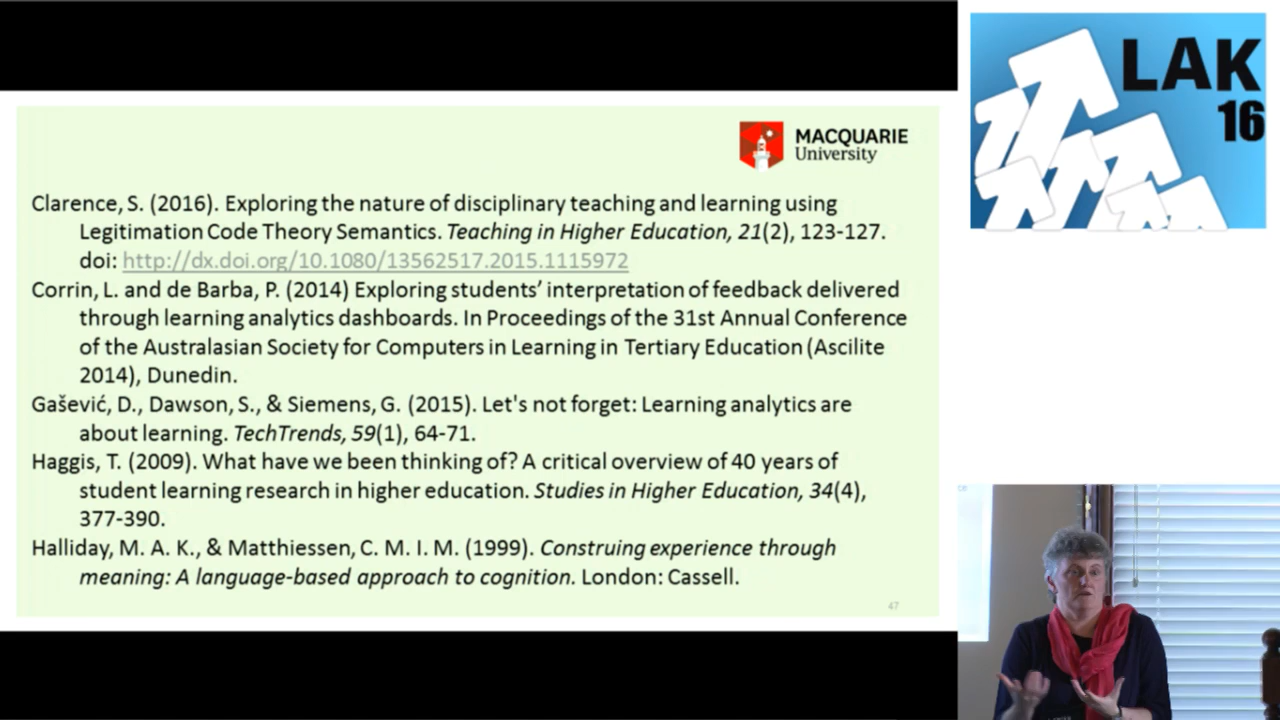 LAK
16
MACQUARIE
University
Clarence, S. (2016). Exploring the nature of disciplinary teaching and learning using
Legitimation Code Theory Semantics. Teaching in Higher Education, 21(2), 123-127.
doi: http://dx.doi.org/10.1080/13562517.2015.1115972
Corrin, L. and de Barba, P. (2014) Exploring students’ interpretation of feedback delivered
through learning analytics dashboards. In Proceedings of the 31st Annual Conference
of the Australasian Society for Computers in Learning in Tertiary Education (Ascilite
2014), Dunedin.
Gašević, D., Dawson, S., & Siemens, G. (2015). Let's not forget: Learning analytics are
about learning. TechTrends, 59(1), 64-71.
Haggis, T. (2009). What have we been thinking of? A critical overview of 40 years of
student learning research in higher education. Studies in Higher Education, 34(4),
377-390.
Halliday, M. A. K., & Matthiessen, C. M. I. M. (1999). Construing experience through
meaning: A language-based approach to cognition. London: Cassell.
47